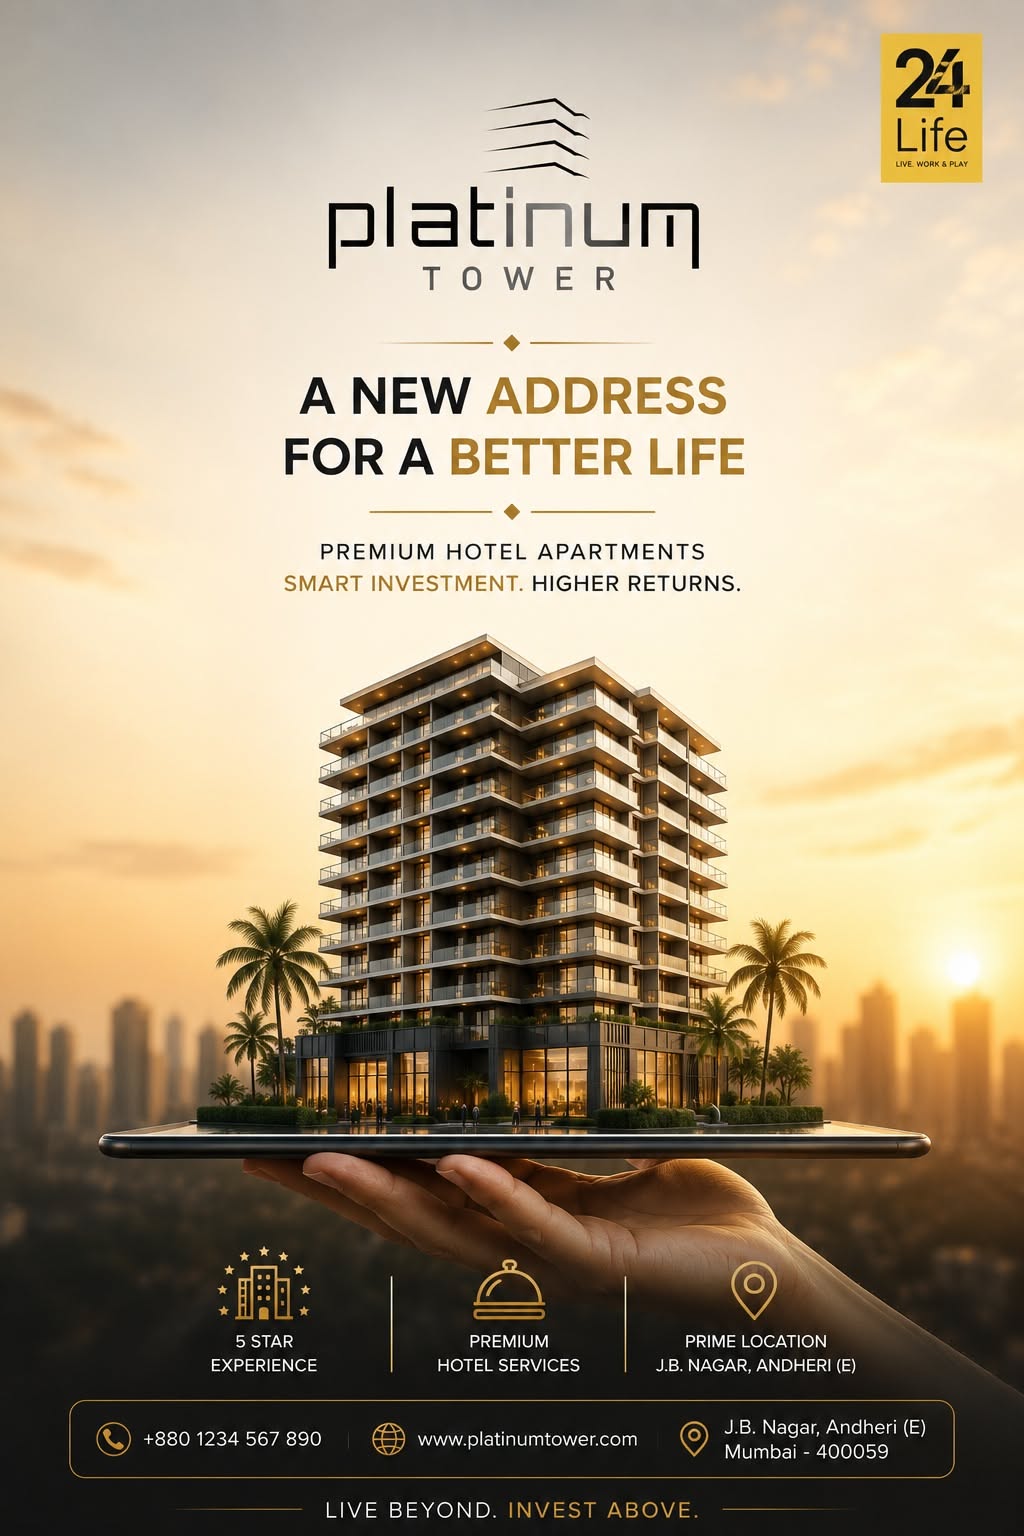 24
Life
LIVE. WORK & PLAY
platinum
TOWER
A NEW ADDRESS
FOR A BETTER LIFE
PREMIUM HOTEL APARTMENTS
SMART INVESTMENT. HIGHER RETURNS.
5 STAR
EXPERIENCE
PREMIUM
HOTEL SERVICES
PRIME LOCATION
J.B. NAGAR, ANDHERI (E)
+880 1234 567 890
www.platinumtower.com
J.B. Nagar, Andheri (E)
Mumbai - 400059
LIVE BEYOND. INVEST ABOVE.